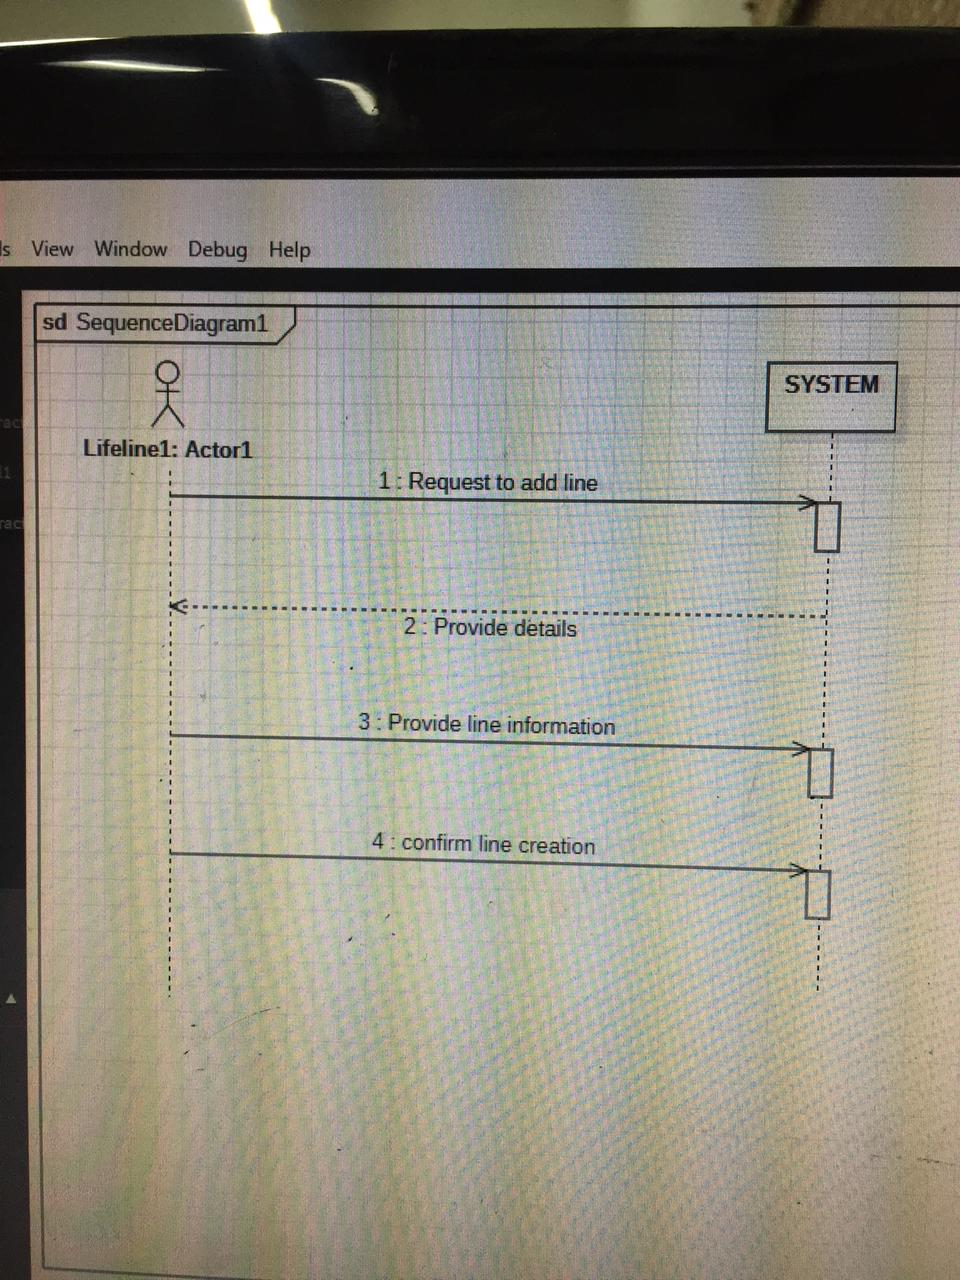 View Window Debug Help
sd SequenceDiagram1
SYSTEM
Lifeline1: Actor1
1 : Request to add line
2 : Provide details
3 : Provide line information
4 : confirm line creation